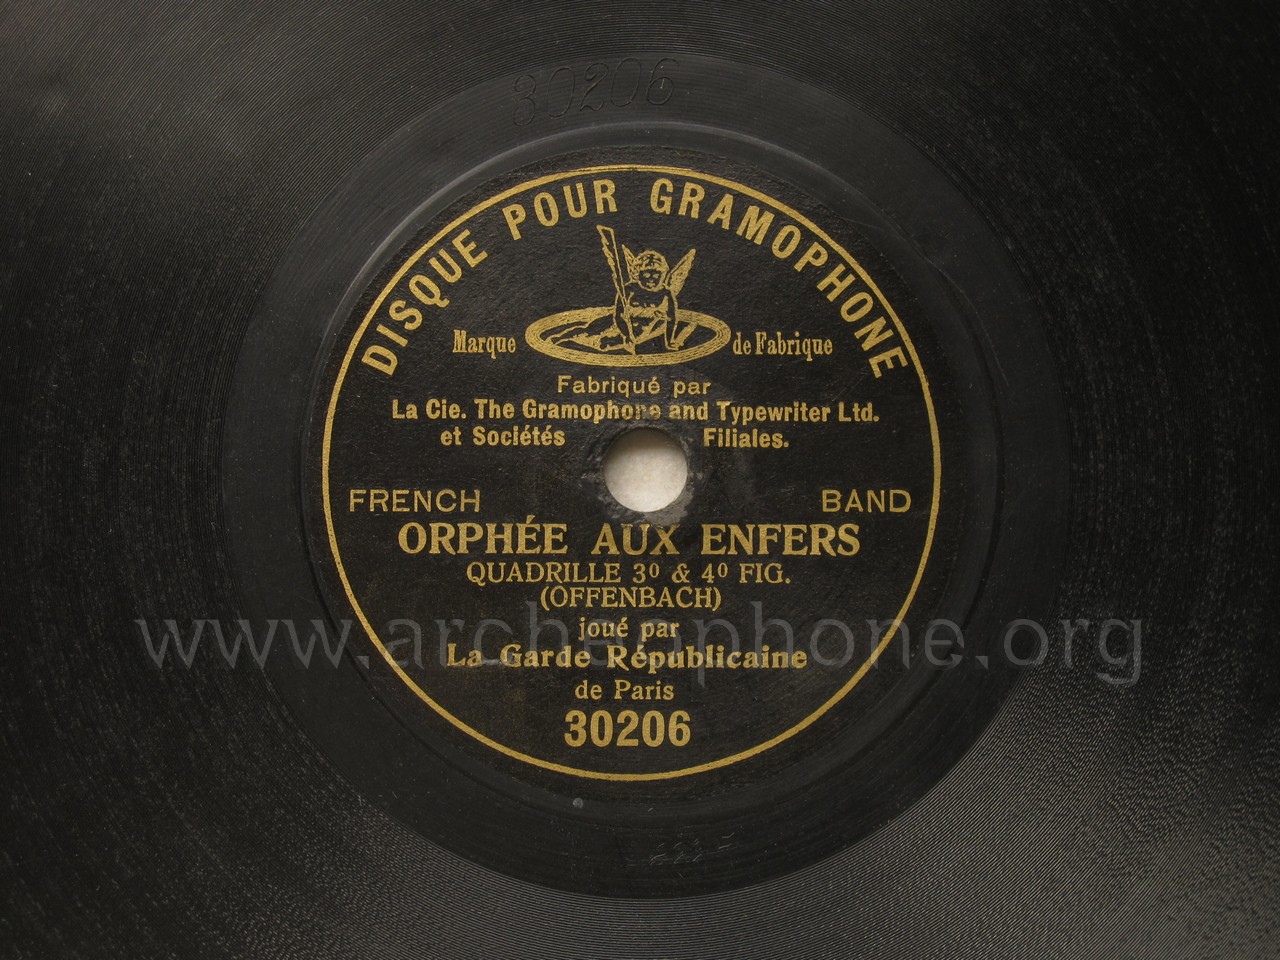 30206
DISQUE POUR GRAMOPHONE
Marque de Fabrique
Fabriqué par
La Cie. The Gramophone and Typewriter Ltd.
et Sociétés Filiales.
FRENCH BAND
ORPHÉE AUX ENFERS
QUADRILLE 3º & 4º FIG.
(OFFENBACH)
joué par
www.archeophone.org
La Garde Républicaine
de Paris
30206